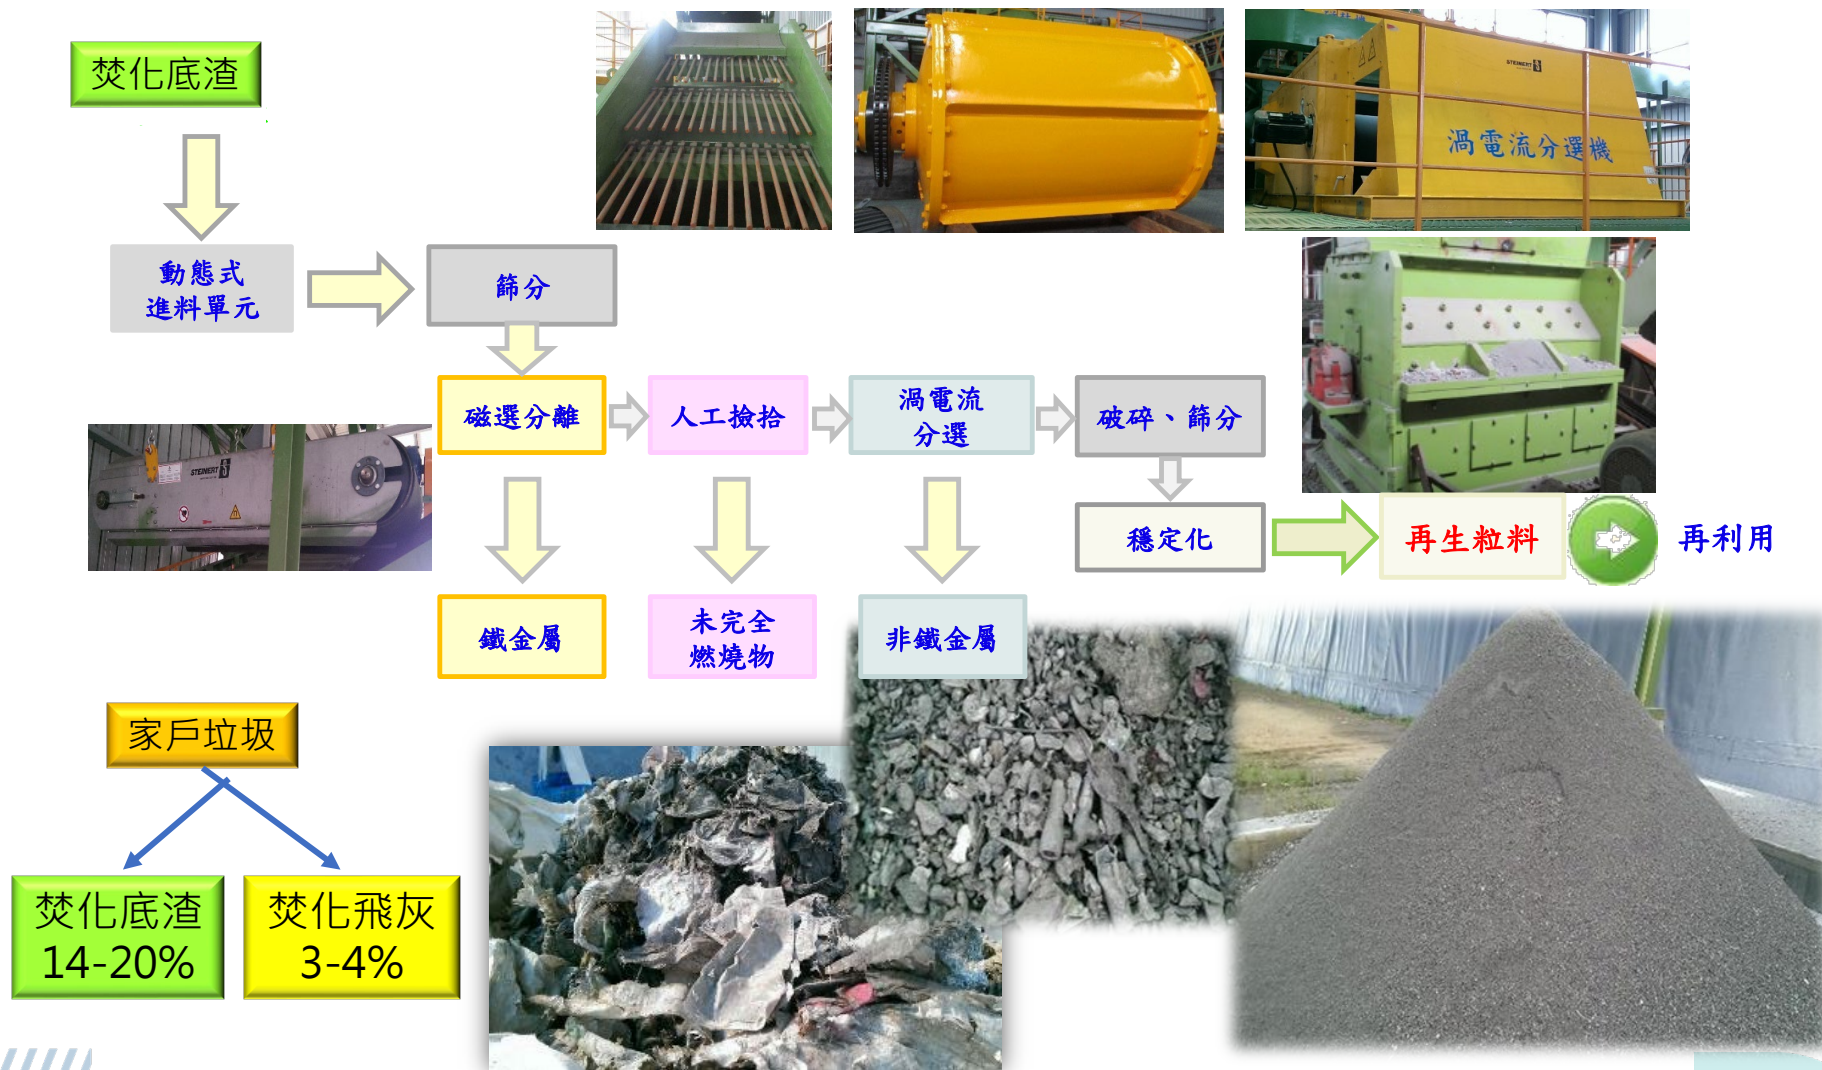 焚化底渣
STEINERT
渦電流分選機
動態式
進料單元
篩分
磁選分離
人工撿拾
渦電流
分選
破碎、篩分
STEINERT
穩定化
再生粒料
再利用
鐵金屬
未完全
燃燒物
非鐵金屬
家戶垃圾
焚化底渣
14-20%
焚化飛灰
3-4%